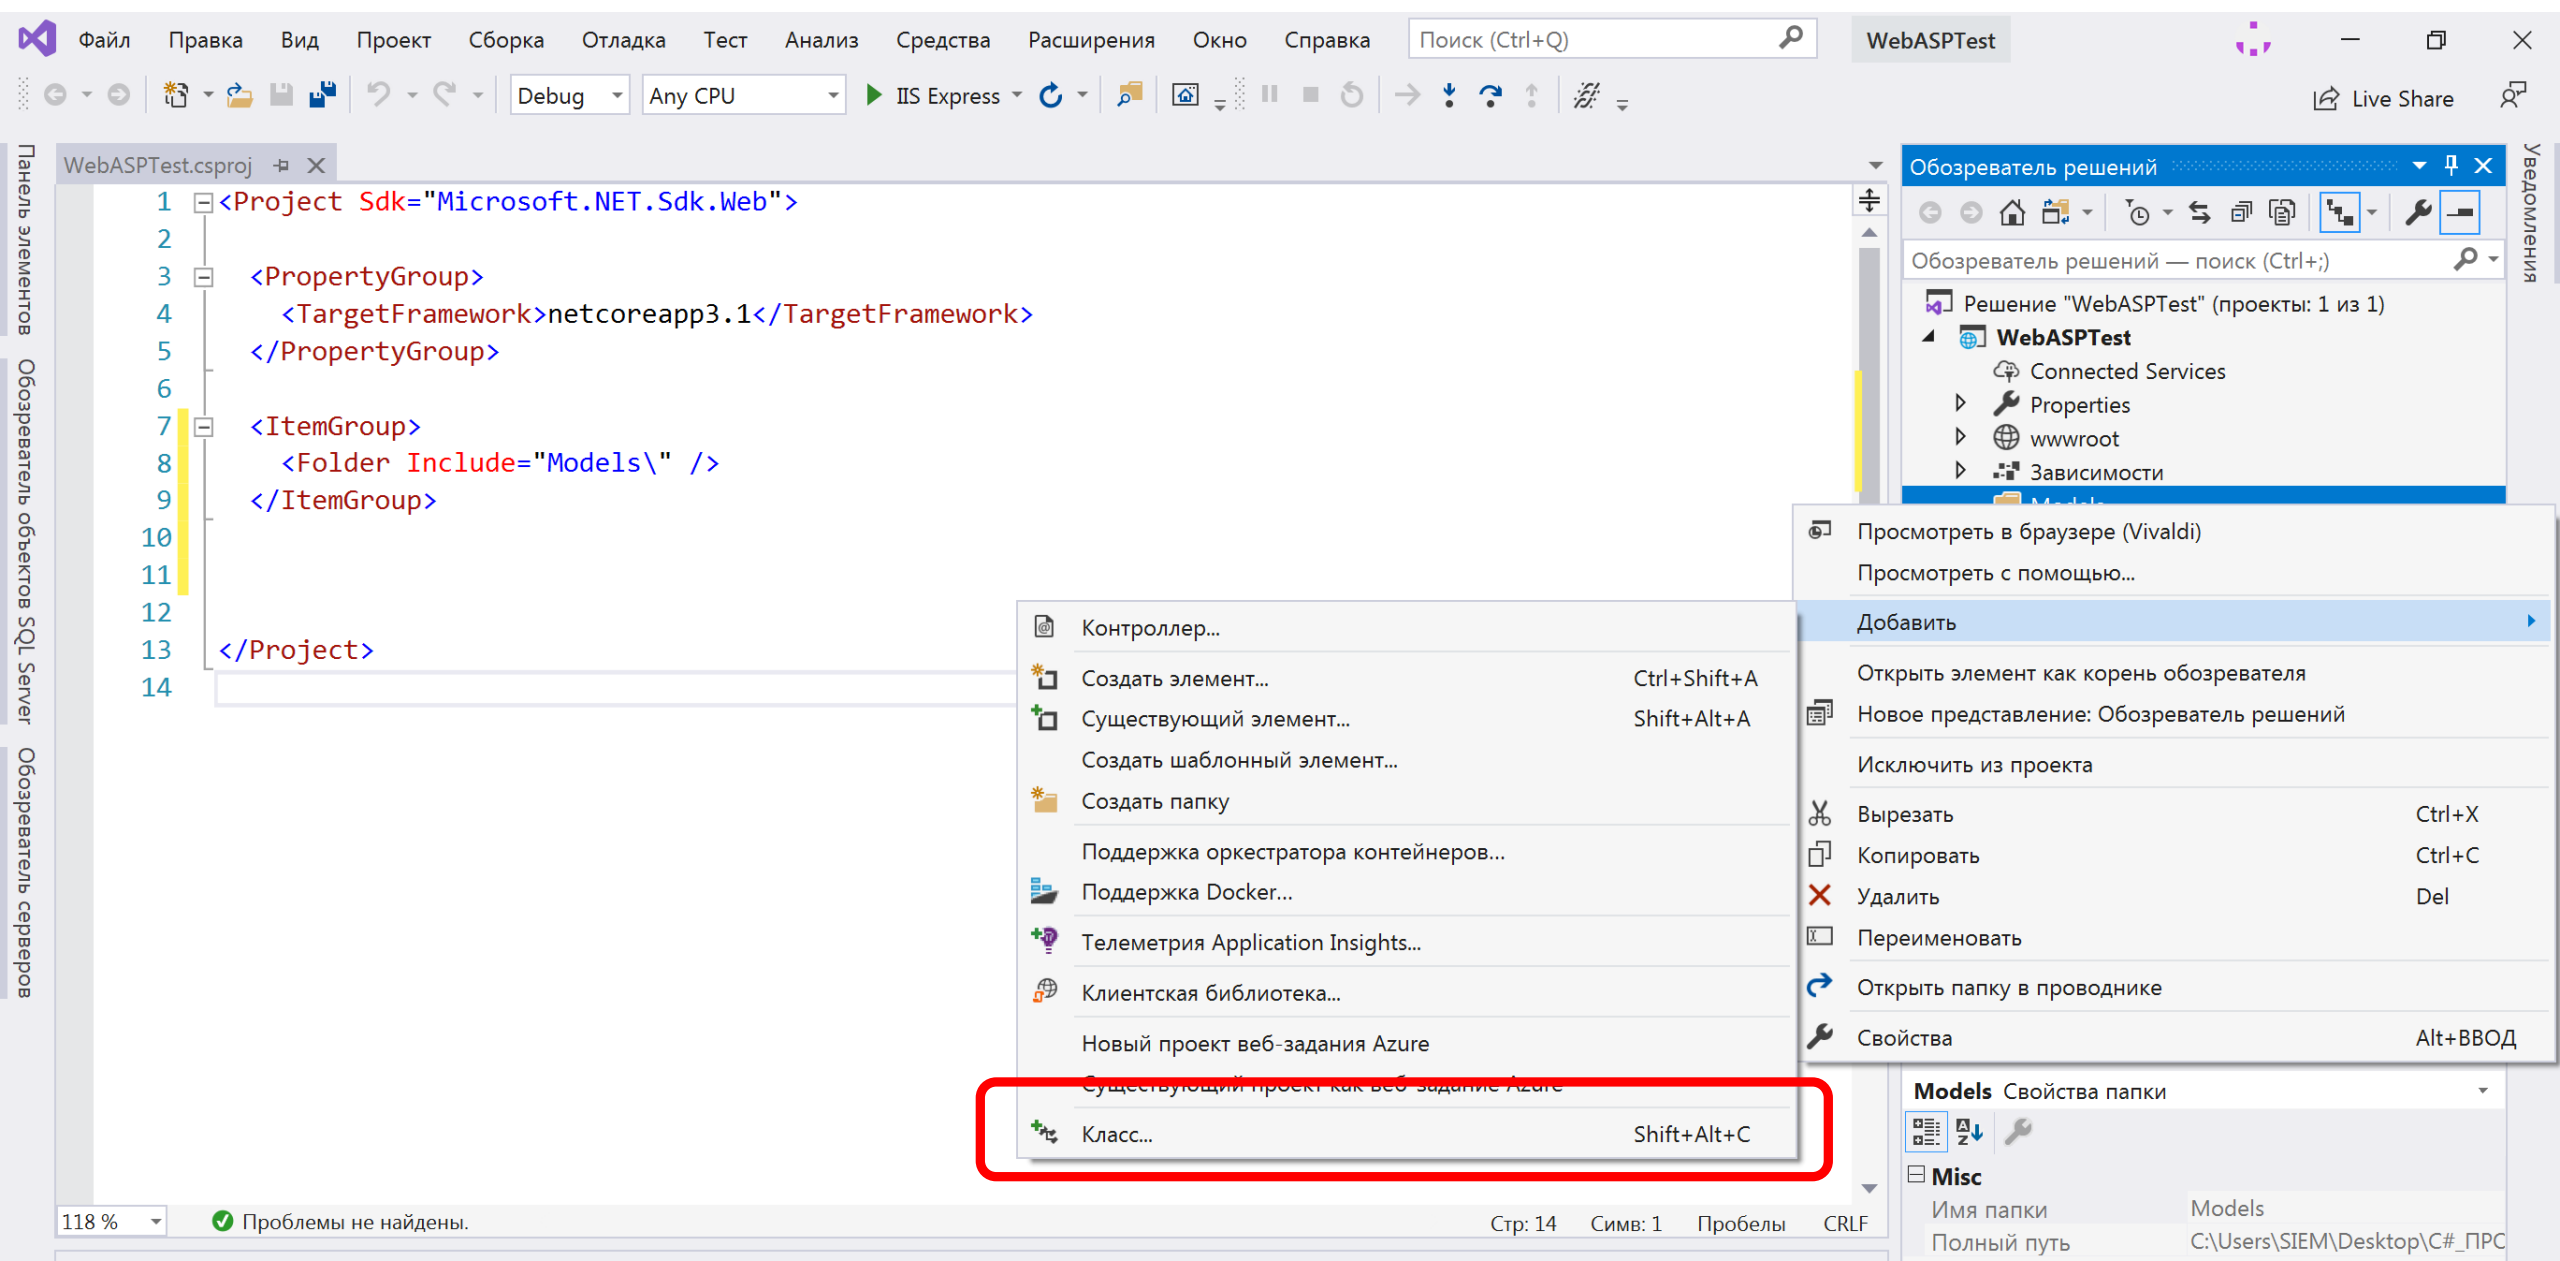 Файл Правка Вид Проект Сборка Отладка Тест Анализ Средства Расширения Окно Справка Поиск (Ctrl+Q) WebASPTest
Debug Any CPU IIS Express Live Share
Панель элементов
Обозреватель объектов SQL Server
Обозреватель серверов
WebASPTest.csproj
1 <Project Sdk="Microsoft.NET.Sdk.Web">
2
3 <PropertyGroup>
4 <TargetFramework>netcoreapp3.1</TargetFramework>
5 </PropertyGroup>
6
7 <ItemGroup>
8 <Folder Include="Models\" />
9 </ItemGroup>
10
11
12
13 </Project>
14
118 % Проблемы не найдены. Стр: 14 Симв: 1 Пробелы CRLF
Контроллер...
Создать элемент... Ctrl+Shift+A
Существующий элемент... Shift+Alt+A
Создать шаблонный элемент...
Создать папку
Поддержка оркестратора контейнеров...
Поддержка Docker...
Телеметрия Application Insights...
Клиентская библиотека...
Новый проект веб-задания Azure
Существующий проект как веб-задание Azure
Класс... Shift+Alt+C
Обозреватель решений
Обозреватель решений — поиск (Ctrl+;)
Решение "WebASPTest" (проекты: 1 из 1)
WebASPTest
Connected Services
Properties
wwwroot
Зависимости
Models
Просмотреть в браузере (Vivaldi)
Просмотреть с помощью...
Добавить
Открыть элемент как корень обозревателя
Новое представление: Обозреватель решений
Исключить из проекта
Вырезать Ctrl+X
Копировать Ctrl+C
Удалить Del
Переименовать
Открыть папку в проводнике
Свойства Alt+ВВОД
Models Свойства папки
Misc
Имя папки Models
Полный путь C:\Users\SIEM\Desktop\C#_ПРС
Уведомления